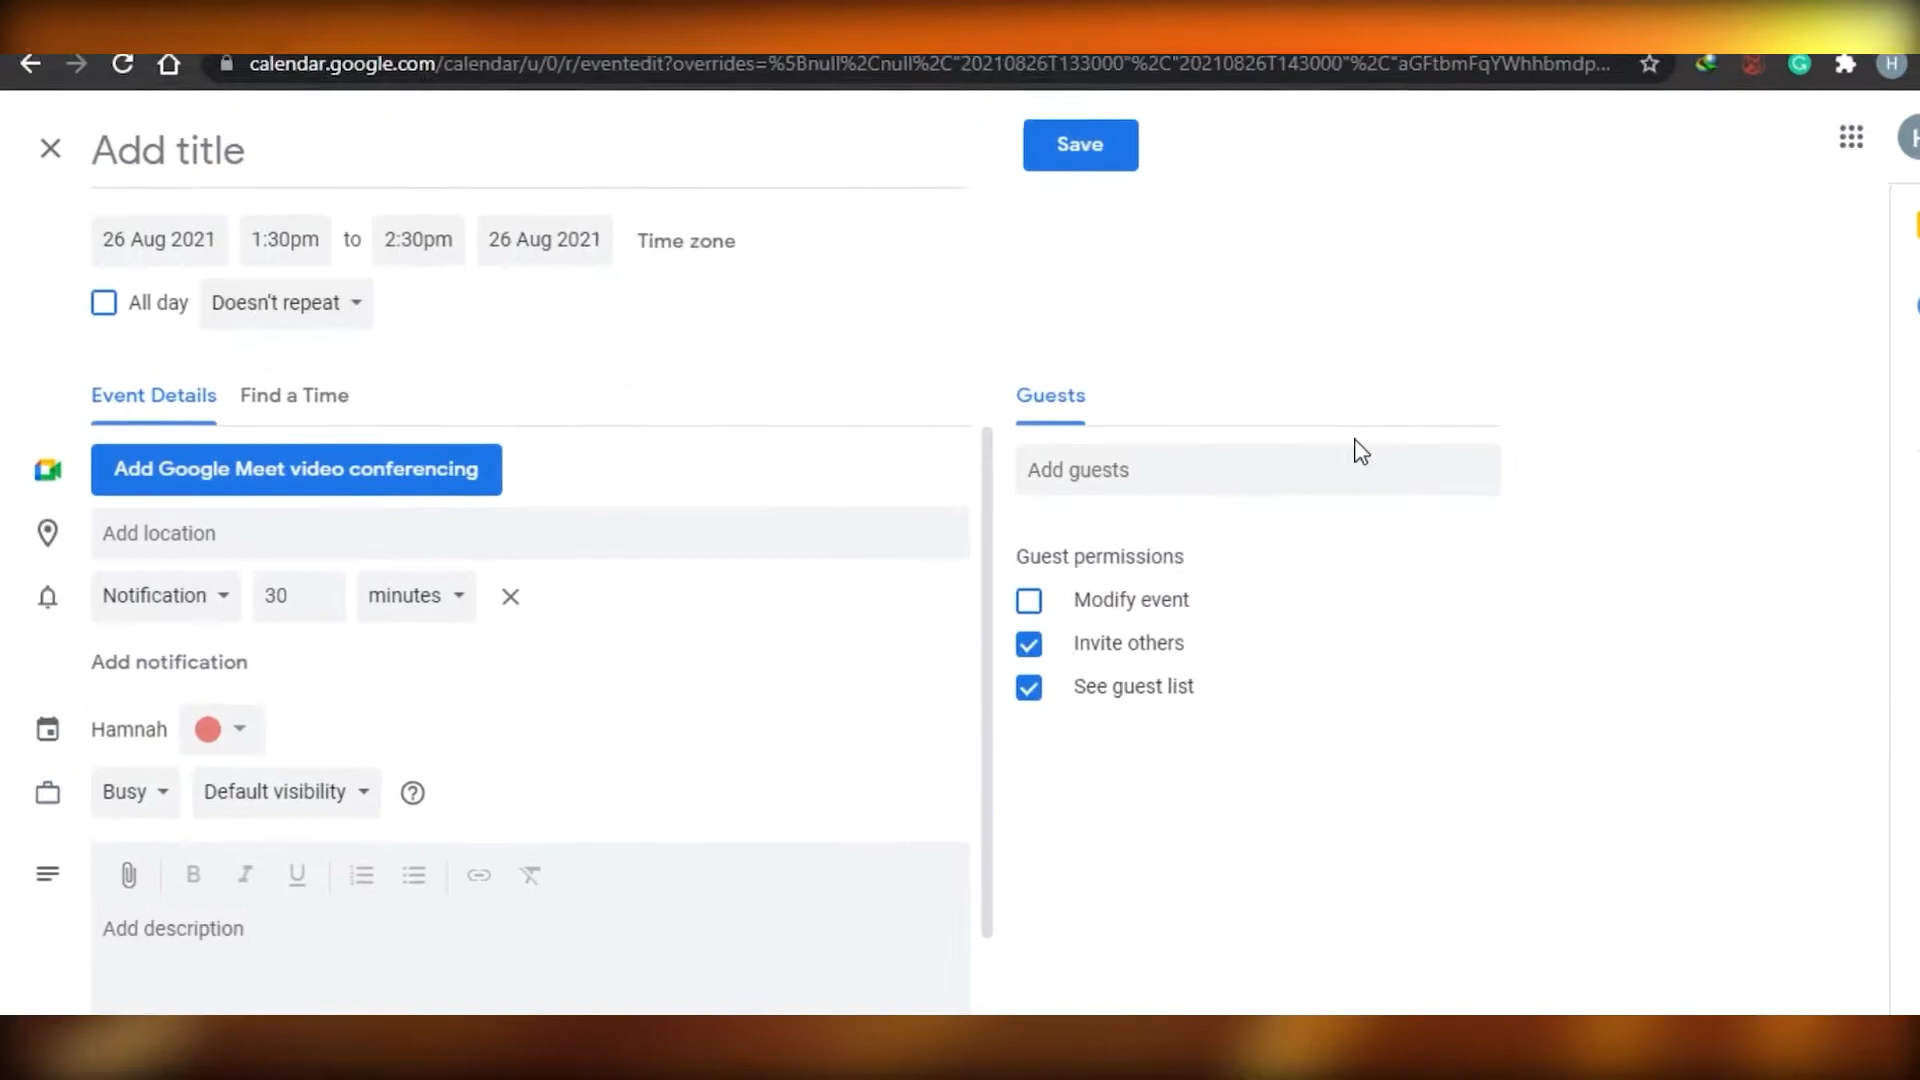 calendar.google.com/calendar/u/0/r/eventedit?overrides=%5Bnull%2Cnull%2C"20210826T133000"%2C"20210826T143000"%2C"aGFtbmFqYWhhbmdp...
H
Add title
Save
26 Aug 2021 1:30pm to 2:30pm 26 Aug 2021 Time zone
All day Doesn't repeat
Event Details Find a Time
Guests
Add Google Meet video conferencing
Add guests
Add location
Guest permissions
Notification 30 minutes
Modify event
Invite others
Add notification
See guest list
Hamnah
Busy Default visibility
B I U
Add description